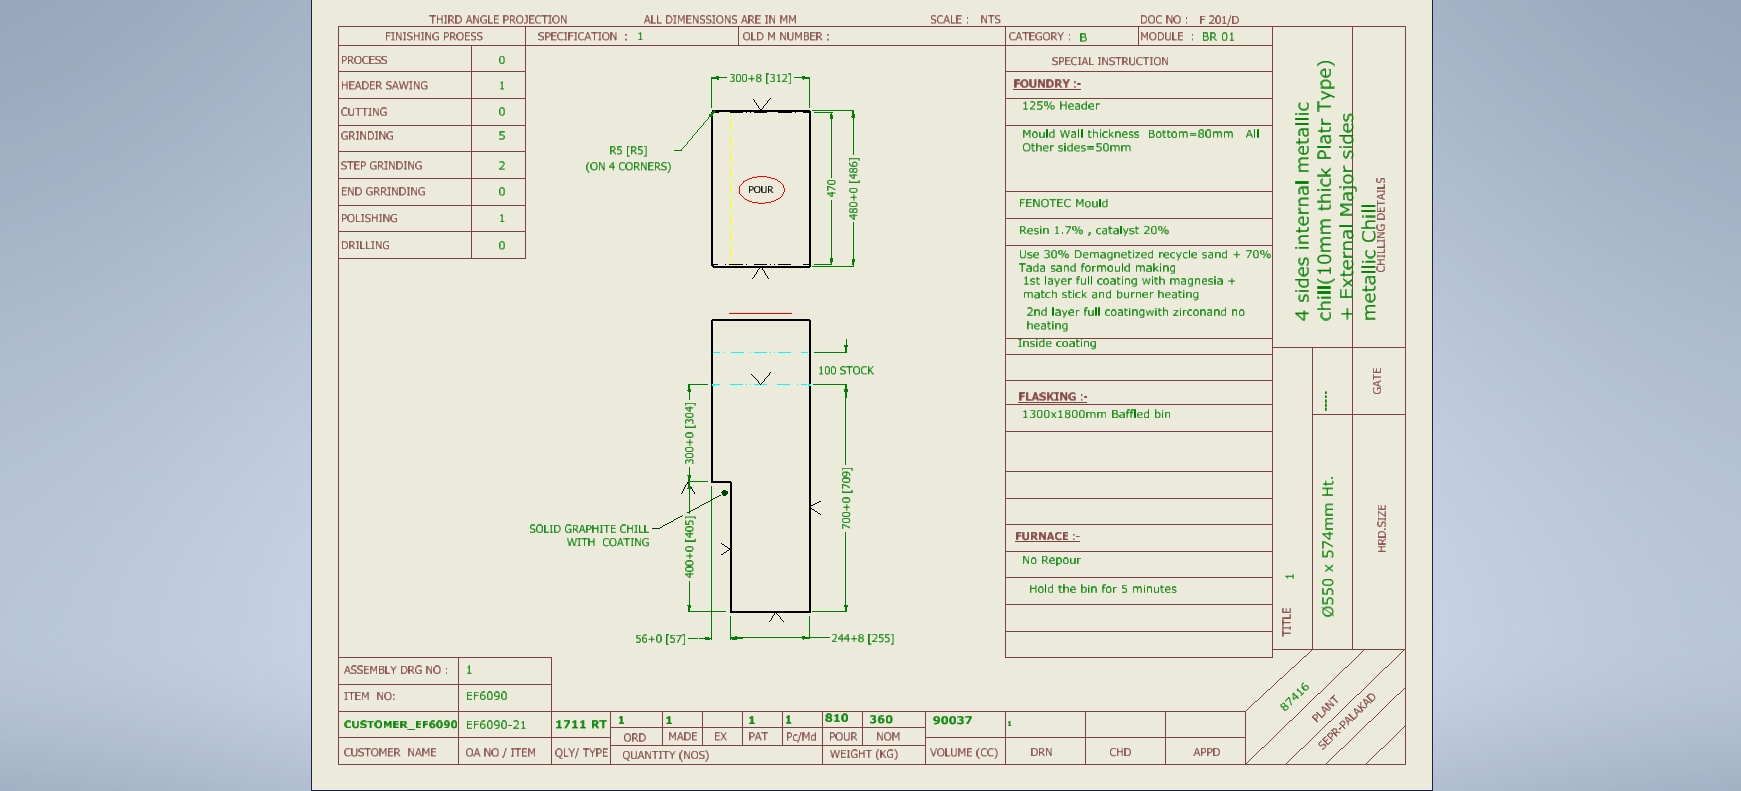 THIRD ANGLE PROJECTION
ALL DIMENSSIONS ARE IN MM
SCALE : NTS
DOC NO : F 201/D
FINISHING PROESS
SPECIFICATION : 1
OLD M NUMBER :
CATEGORY : B
MODULE : BR 01
PROCESS 0
HEADER SAWING 1
CUTTING 0
GRINDING 5
STEP GRINDING 2
END GRRINDING 0
POLISHING 1
DRILLING 0
300+8 [312]
R5 [R5]
(ON 4 CORNERS)
POUR
470
480+0 [486]
100 STOCK
300+0 [304]
700+0 [709]
SOLID GRAPHITE CHILL
WITH COATING
400+0 [405]
56+0 [57]
244+8 [255]
SPECIAL INSTRUCTION
FOUNDRY :-
125% Header
Mould Wall thickness Bottom=80mm All
Other sides=50mm
FENOTEC Mould
Resin 1.7% , catalyst 20%
Use 30% Demagnetized recycle sand + 70%
Tada sand formould making
1st layer full coating with magnesia +
match stick and burner heating
2nd layer full coatingwith zirconand no
heating
Inside coating
FLASKING :-
1300x1800mm Baffled bin
FURNACE :-
No Repour
Hold the bin for 5 minutes
4 sides internal metallic
chill(10mm thick Platr Type)
+ External Major sides
metallic Chill
CHILLING DETAILS
GATE
-----
HRD.SIZE
Ø550 x 574mm Ht.
TITLE 1
ASSEMBLY DRG NO : 1
ITEM NO: EF6090
CUSTOMER_EF6090 EF6090-21 1711 RT 1 1 1 1 810 360 90037 1
ORD MADE EX PAT Pc/Md POUR NOM
CUSTOMER NAME OA NO / ITEM QLY/ TYPE QUANTITY (NOS) WEIGHT (KG) VOLUME (CC) DRN CHD APPD
87416
PLANT
SEPR-PALAKAD